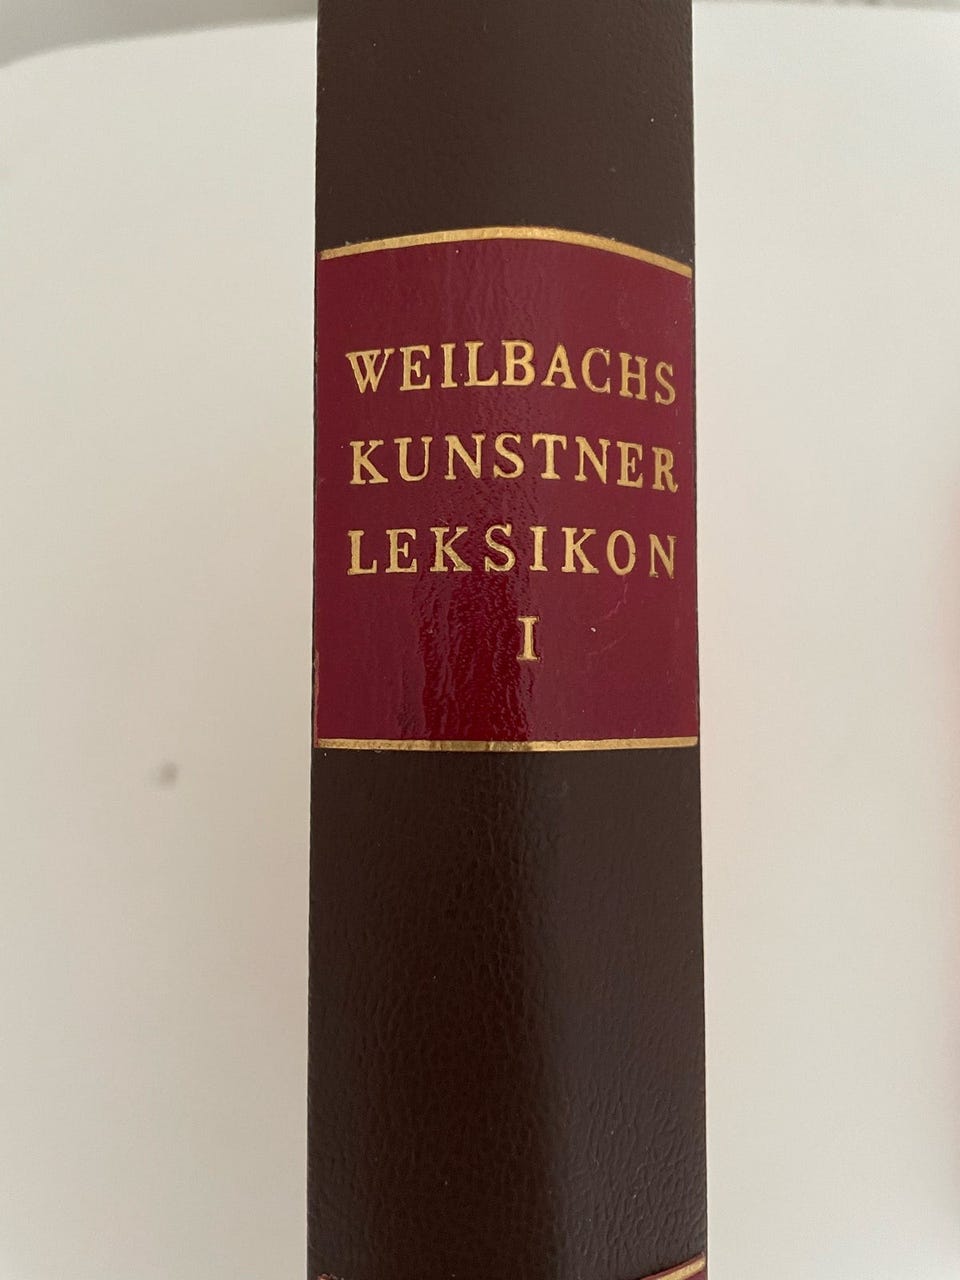 WEILBACHS
KUNSTNER
LEKSIKON
I